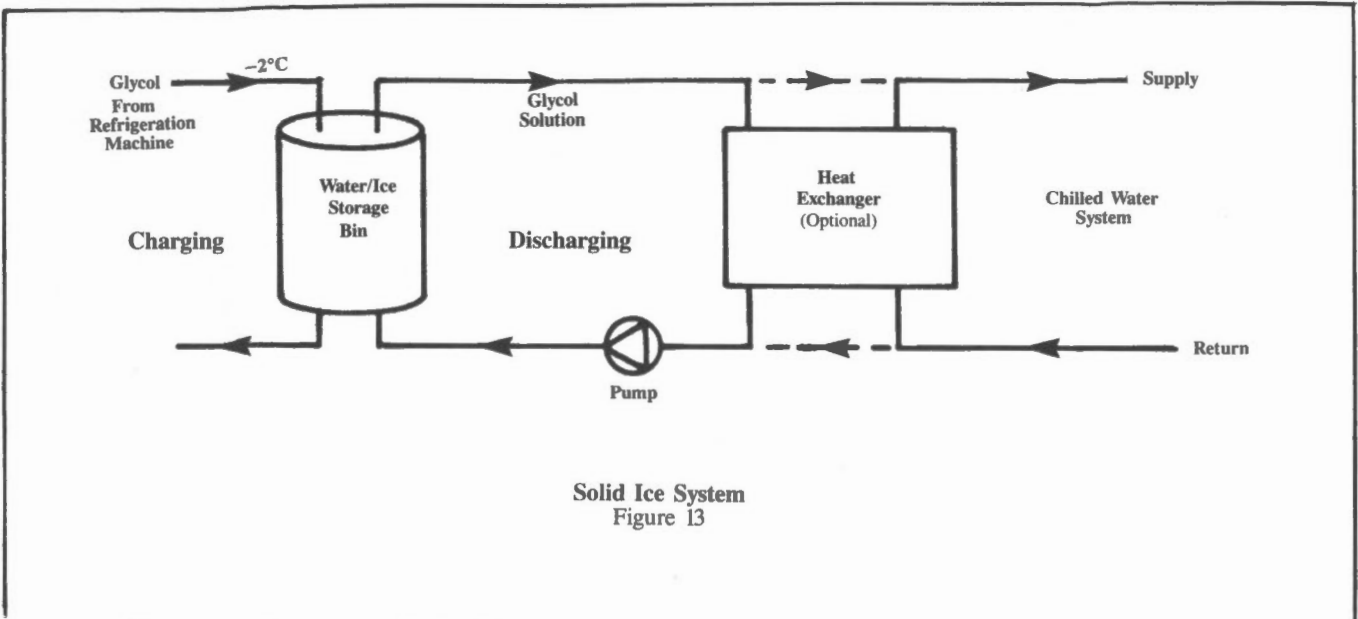 Glycol
From
Refrigeration
Machine
−2°C
Water/Ice
Storage
Bin
Charging
Glycol
Solution
Discharging
Pump
Heat
Exchanger
(Optional)
Supply
Chilled Water
System
Return
Solid Ice System
Figure 13